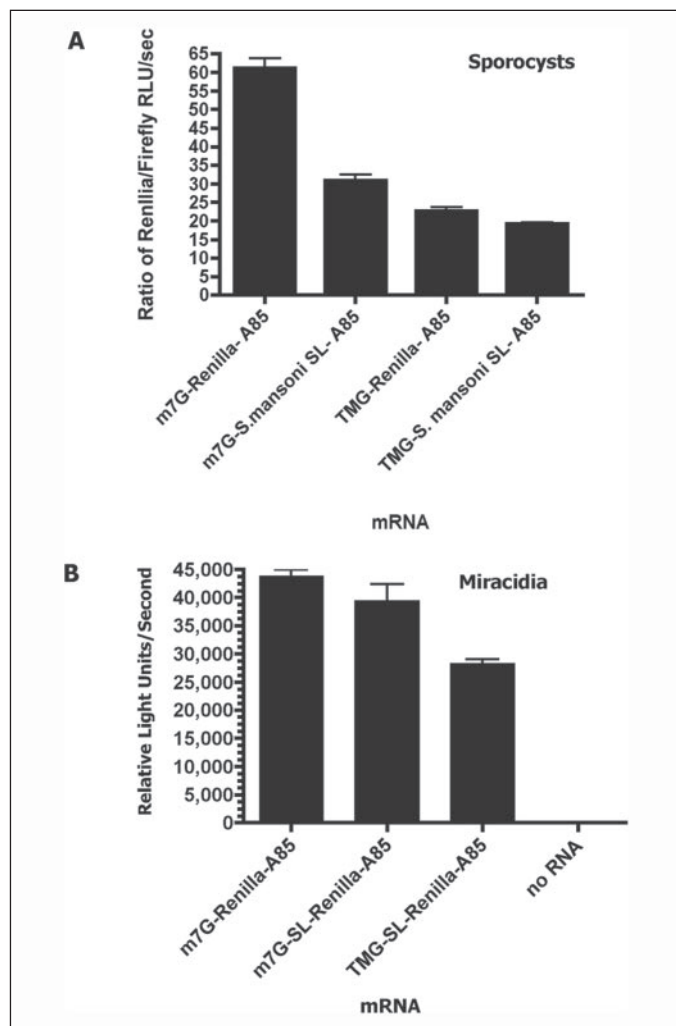 A
Sporocysts
Ratio of Renllia/Firefly RLU/sec
65
60
55
50
45
40
35
30
25
20
15
10
5
0
m7G-Renilla- A85
m7G-S.mansoni SL- A85
TMG-Renilla- A85
TMG-S. mansoni SL- A85
mRNA
B
Miracidia
Relative Light Units/Second
45,000
40,000
35,000
30,000
25,000
20,000
15,000
10,000
5,000
0
m7G-Renilla-A85
m7G-SL-Renilla-A85
TMG-SL-Renilla-A85
no RNA
mRNA